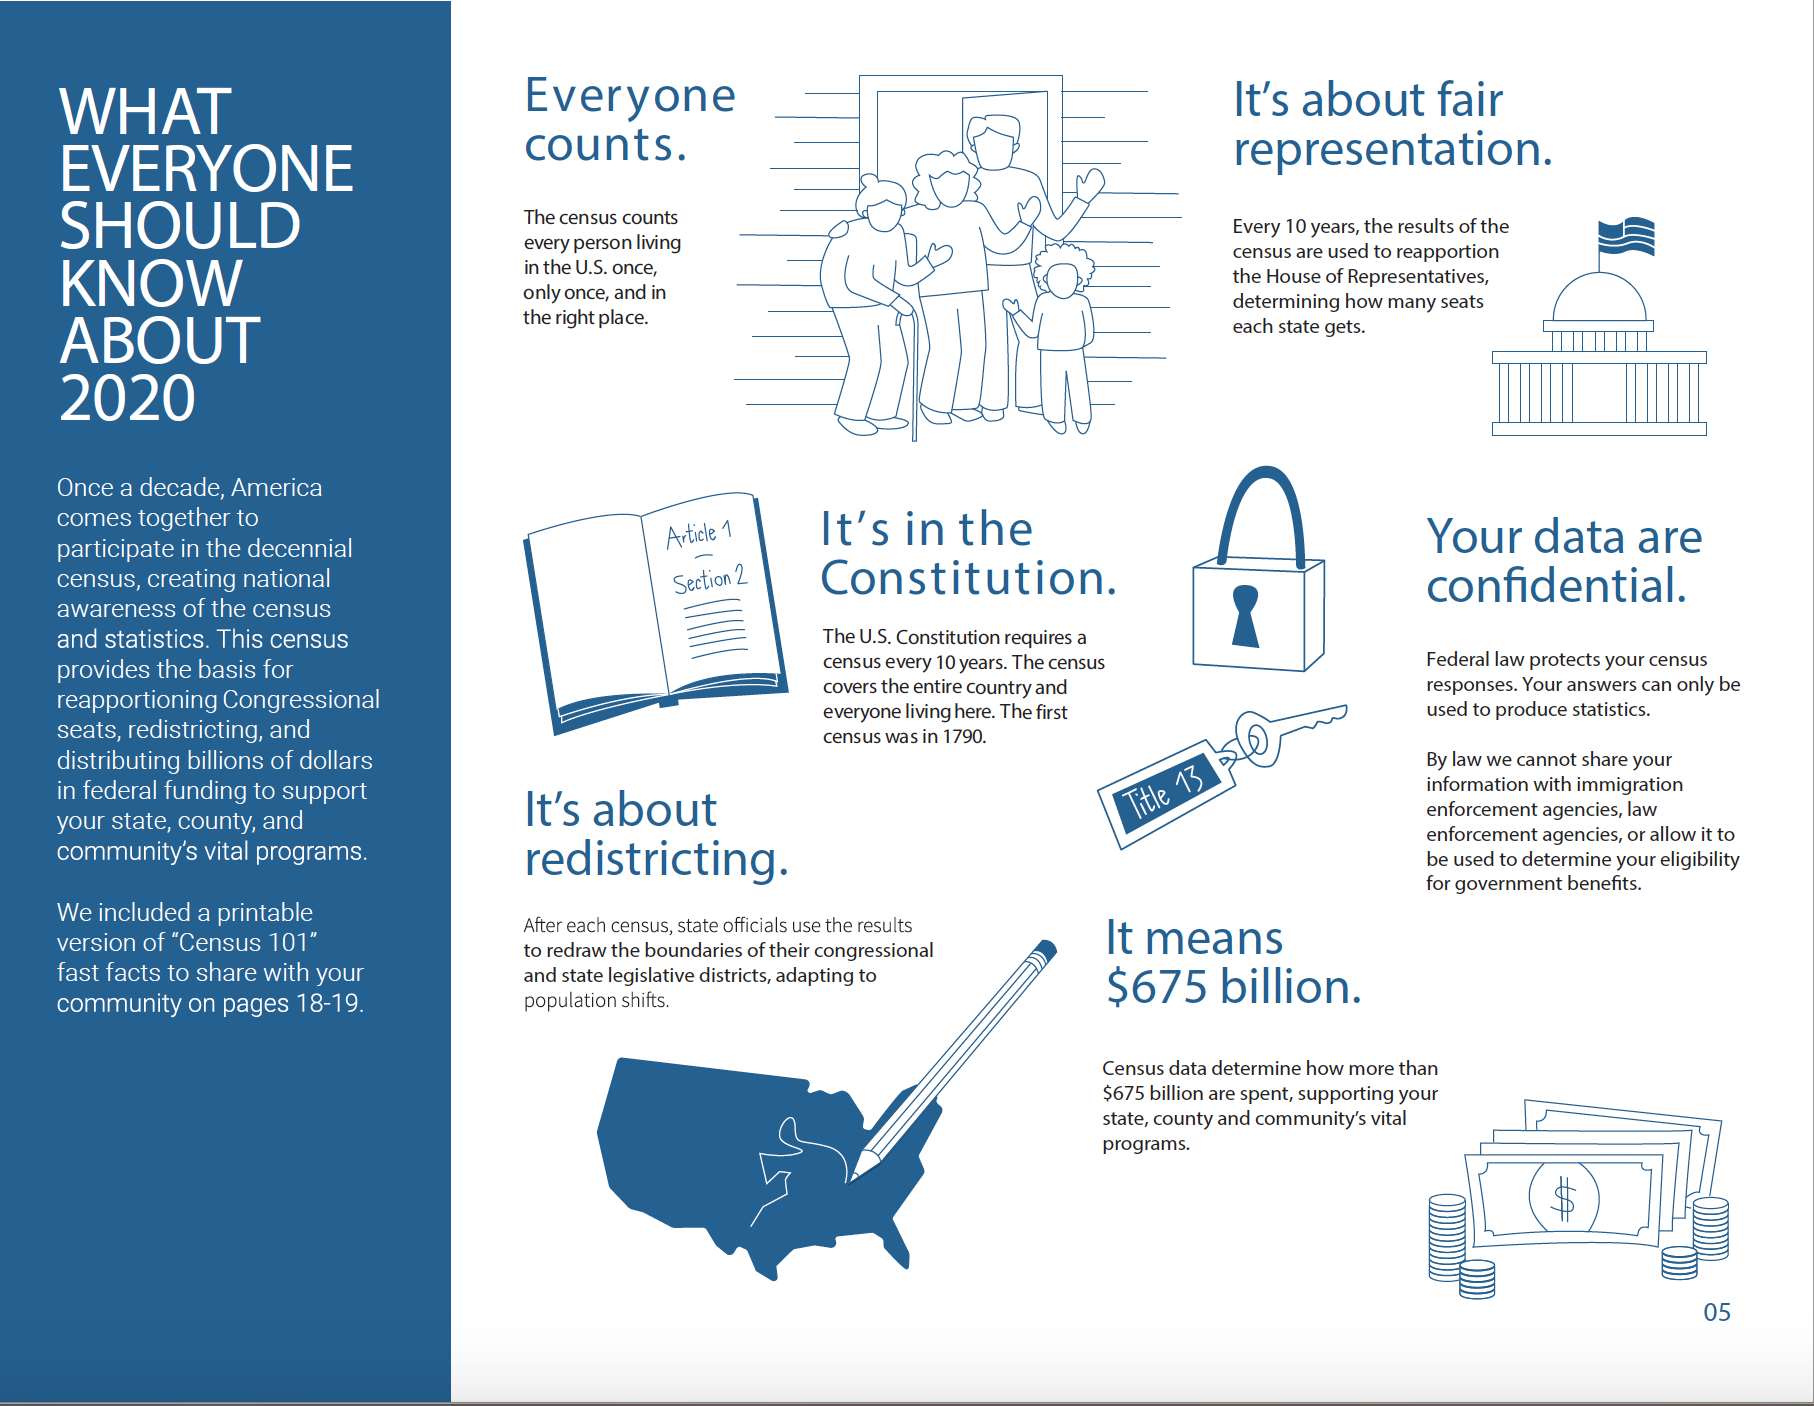 WHAT
EVERYONE
SHOULD
KNOW
ABOUT
2020
Once a decade, America
comes together to
participate in the decennial
census, creating national
awareness of the census
and statistics. This census
provides the basis for
reapportioning Congressional
seats, redistricting, and
distributing billions of dollars
in federal funding to support
your state, county, and
community’s vital programs.
We included a printable
version of “Census 101”
fast facts to share with your
community on pages 18-19.
Everyone
counts.
The census counts
every person living
in the U.S. once,
only once, and in
the right place.
It’s about fair
representation.
Every 10 years, the results of the
census are used to reapportion
the House of Representatives,
determining how many seats
each state gets.
Article 1
Section 2
It’s in the
Constitution.
The U.S. Constitution requires a
census every 10 years. The census
covers the entire country and
everyone living here. The first
census was in 1790.
Title 13
Your data are
confidential.
Federal law protects your census
responses. Your answers can only be
used to produce statistics.
By law we cannot share your
information with immigration
enforcement agencies, law
enforcement agencies, or allow it to
be used to determine your eligibility
for government benefits.
It’s about
redistricting.
After each census, state officials use the results
to redraw the boundaries of their congressional
and state legislative districts, adapting to
population shifts.
It means
$675 billion.
Census data determine how more than
$675 billion are spent, supporting your
state, county and community’s vital
programs.
$
05